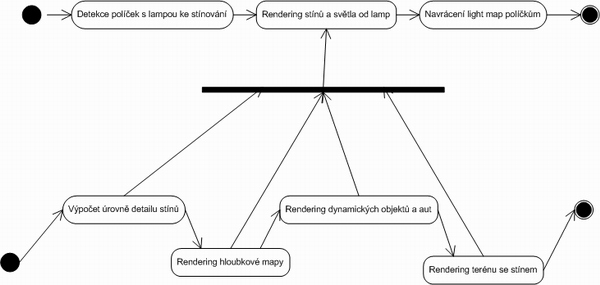 Detekce políček s lampou ke stínování
Rendering stínů a světla od lamp
Navrácení light map políčkům
Výpočet úrovně detailu stínů
Rendering dynamických objektů a aut
Rendering hloubkové mapy
Rendering terénu se stínem